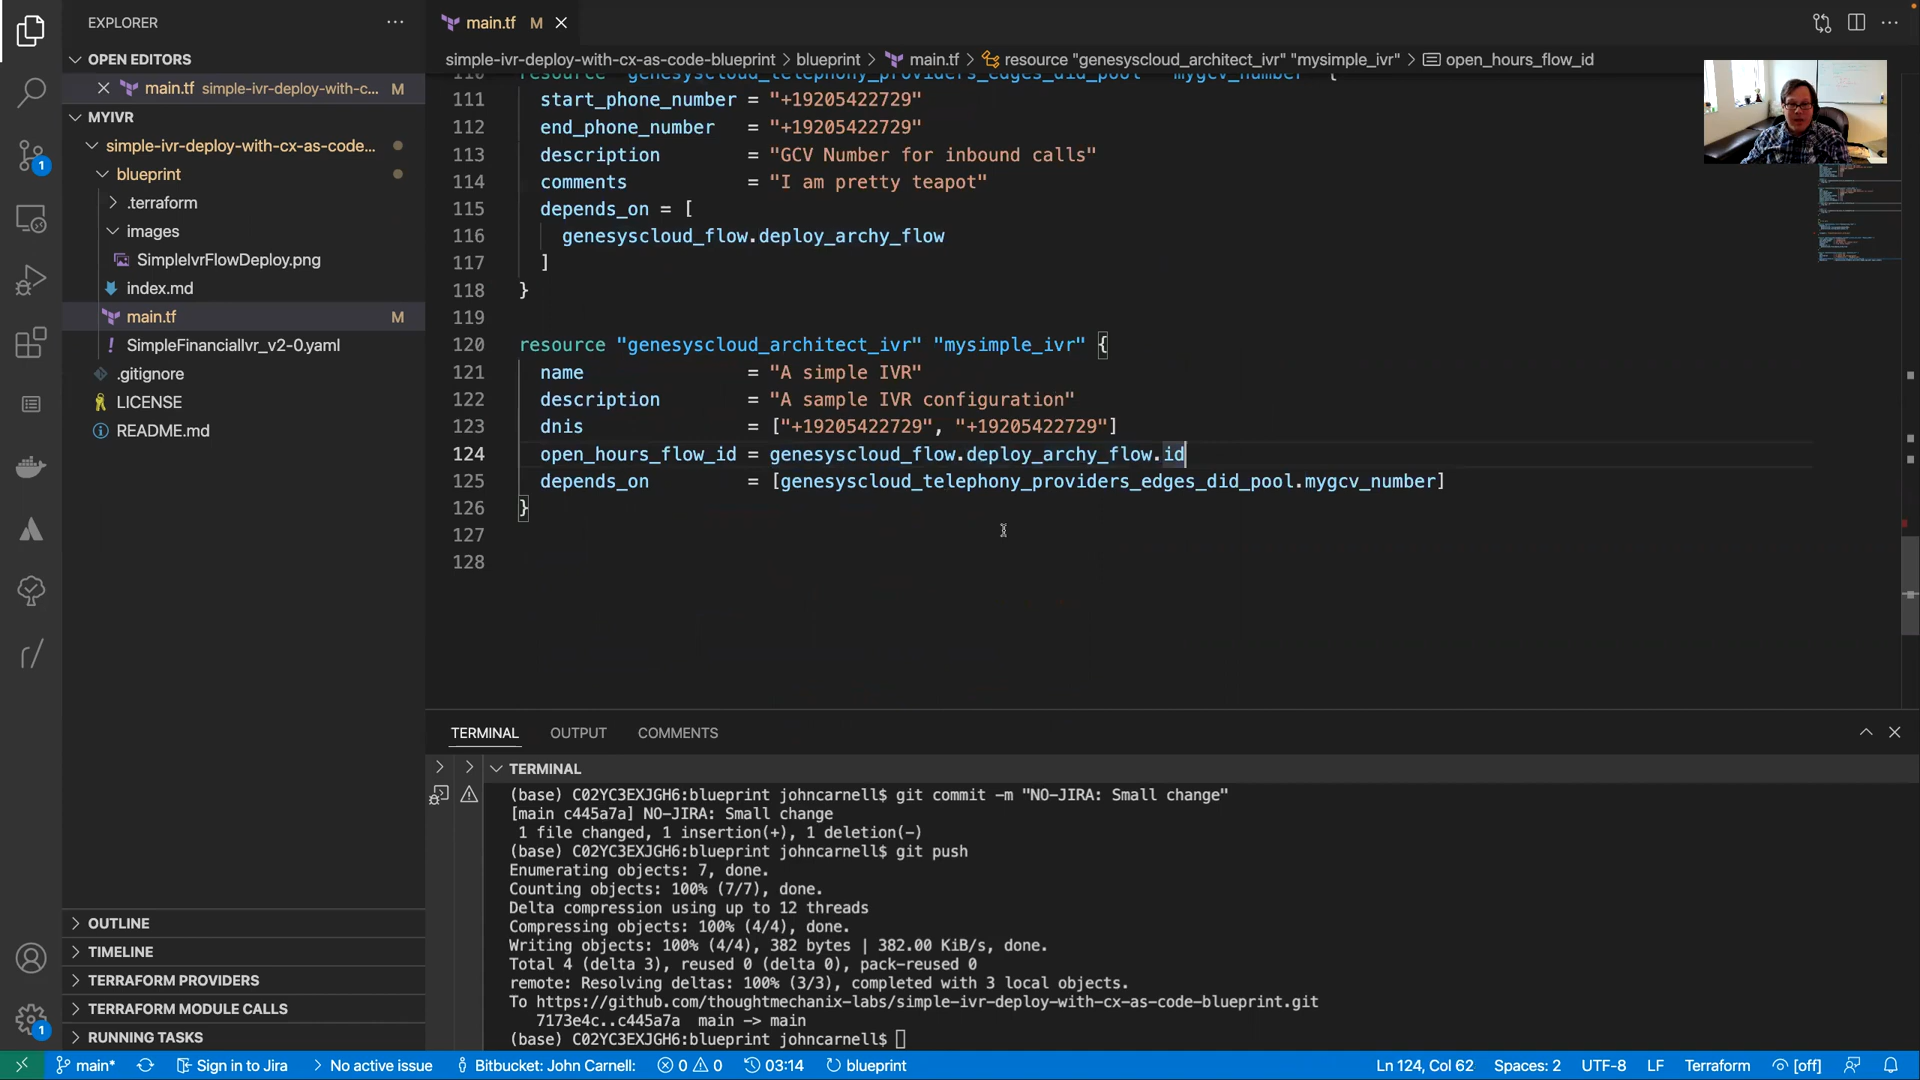 EXPLORER
OPEN EDITORS
main.tf simple-ivr-deploy-with-c... M
MYIVR
simple-ivr-deploy-with-cx-as-code...
blueprint
.terraform
images
SimpleIvrFlowDeploy.png
index.md
main.tf M
SimpleFinancialIvr_v2-0.yaml
.gitignore
LICENSE
README.md
OUTLINE
TIMELINE
TERRAFORM PROVIDERS
TERRAFORM MODULE CALLS
RUNNING TASKS
1
1
main.tf M
simple-ivr-deploy-with-cx-as-code-blueprint > blueprint > main.tf > resource "genesyscloud_architect_ivr" "mysimple_ivr" > open_hours_flow_id
110 resource "genesyscloud_telephony_providers_edges_did_pool" "mygcv_number" {
111 start_phone_number = "+19205422729"
112 end_phone_number = "+19205422729"
113 description = "GCV Number for inbound calls"
114 comments = "I am pretty teapot"
115 depends_on = [
116 genesyscloud_flow.deploy_archy_flow
117 ]
118 }
119
120 resource "genesyscloud_architect_ivr" "mysimple_ivr" {
121 name = "A simple IVR"
122 description = "A sample IVR configuration"
123 dnis = ["+19205422729", "+19205422729"]
124 open_hours_flow_id = genesyscloud_flow.deploy_archy_flow.id
125 depends_on = [genesyscloud_telephony_providers_edges_did_pool.mygcv_number]
126 }
127
128
TERMINAL OUTPUT COMMENTS
TERMINAL
(base) C02YC3EXJGH6:blueprint johncarnell$ git commit -m "NO-JIRA: Small change"
[main c445a7a] NO-JIRA: Small change
1 file changed, 1 insertion(+), 1 deletion(-)
(base) C02YC3EXJGH6:blueprint johncarnell$ git push
Enumerating objects: 7, done.
Counting objects: 100% (7/7), done.
Delta compression using up to 12 threads
Compressing objects: 100% (4/4), done.
Writing objects: 100% (4/4), 382 bytes | 382.00 KiB/s, done.
Total 4 (delta 3), reused 0 (delta 0), pack-reused 0
remote: Resolving deltas: 100% (3/3), completed with 3 local objects.
To https://github.com/thoughtmechanix-labs/simple-ivr-deploy-with-cx-as-code-blueprint.git
7173e4c..c445a7a main -> main
(base) C02YC3EXJGH6:blueprint johncarnell$
main* Sign in to Jira No active issue Bitbucket: John Carnell: 0 0 03:14 blueprint Ln 124, Col 62 Spaces: 2 UTF-8 LF Terraform [off]